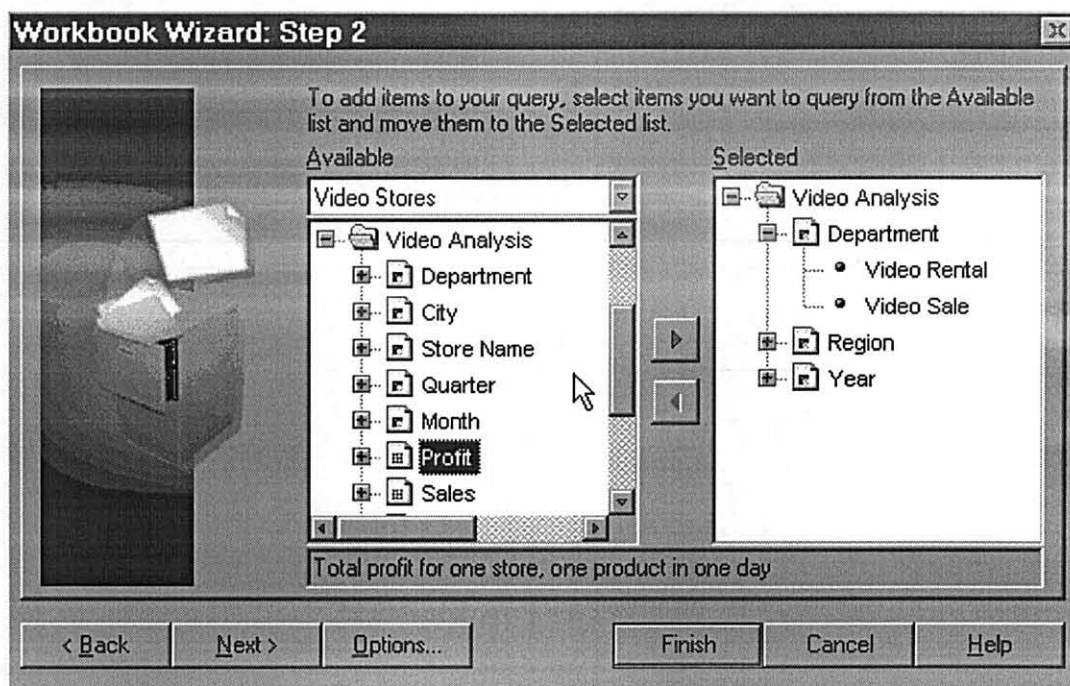 Workbook Wizard: Step 2
To add items to your query, select items you want to query from the Available
list and move them to the Selected list.
Available
Video Stores
Video Analysis
Department
City
Store Name
Quarter
Month
Profit
Sales
Selected
Video Analysis
Department
Video Rental
Video Sale
Region
Year
Total profit for one store, one product in one day
< Back
Next >
Options...
Finish
Cancel
Help